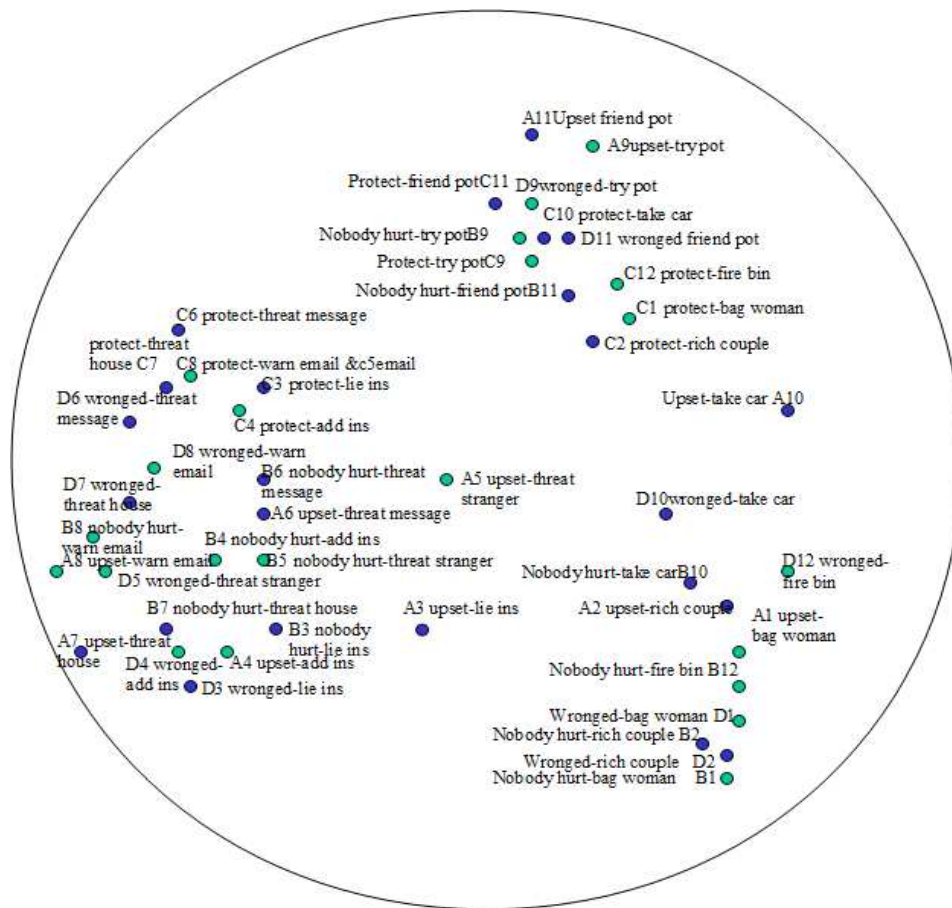 A11Upset friend pot
A9upset-try pot
Protect-friend potC11
D9wronged-try pot
C10 protect-take car
Nobody hurt-try potB9
D11 wronged friend pot
Protect-try potC9
C12 protect-fire bin
Nobody hurt-friend potB11
C1 protect-bag woman
C6 protect-threat message
C2 protect-rich couple
protect-threat
house C7
C8 protect-warn email &c5email
C3 protect-lie ins
D6 wronged-threat
message
Upset-take car A10
C4 protect-add ins
D8 wronged-warn
email
B6 nobody hurt-threat
message
A5 upset-threat
stranger
D7 wronged-
threat house
D10wronged-take car
A6 upset-threat message
B8 nobody hurt-
warn email
B4 nobody hurt-add ins
A8 upset-warn email
B5 nobody hurt-threat stranger
D12 wronged-
fire bin
D5 wronged-threat stranger
Nobody hurt-take carB10
B7 nobody hurt-threat house
A3 upset-lie ins
A2 upset-rich couple
A1 upset-
bag woman
B3 nobody
hurt-lie ins
A7 upset-threat
house
D4 wronged-
add ins
A4 upset-add ins
Nobody hurt-fire bin B12
D3 wronged-lie ins
Wronged-bag woman D1
Nobody hurt-rich couple B2
Wronged-rich couple D2
Nobody hurt-bag woman B1